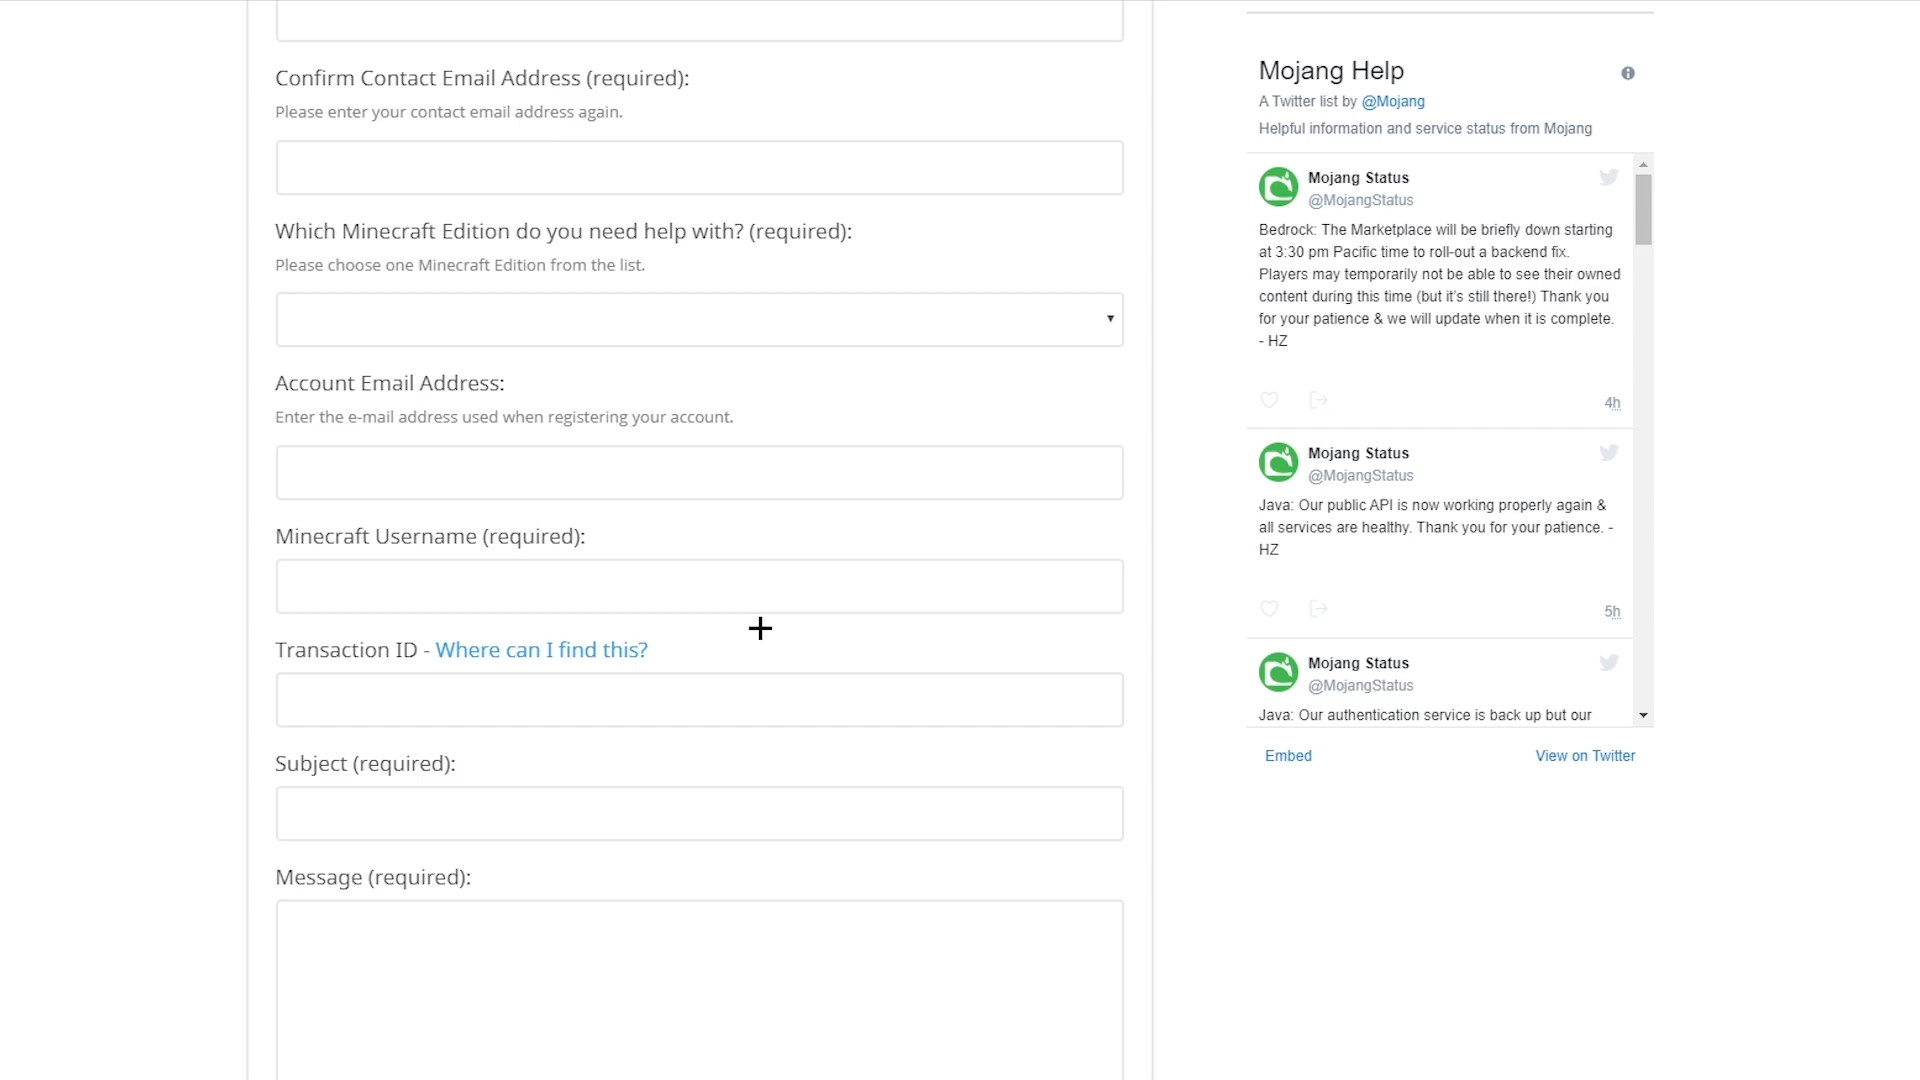 Confirm Contact Email Address (required):
Please enter your contact email address again.
Which Minecraft Edition do you need help with? (required):
Please choose one Minecraft Edition from the list.
Account Email Address:
Enter the e-mail address used when registering your account.
Minecraft Username (required):
Transaction ID - Where can I find this?
Subject (required):
Message (required):
Mojang Help
A Twitter list by @Mojang
Helpful information and service status from Mojang
Mojang Status
@MojangStatus
Bedrock: The Marketplace will be briefly down starting
at 3:30 pm Pacific time to roll-out a backend fix.
Players may temporarily not be able to see their owned
content during this time (but it's still there!) Thank you
for your patience & we will update when it is complete.
- HZ
4h
Mojang Status
@MojangStatus
Java: Our public API is now working properly again &
all services are healthy. Thank you for your patience. -
HZ
5h
Mojang Status
@MojangStatus
Java: Our authentication service is back up but our
Embed
View on Twitter